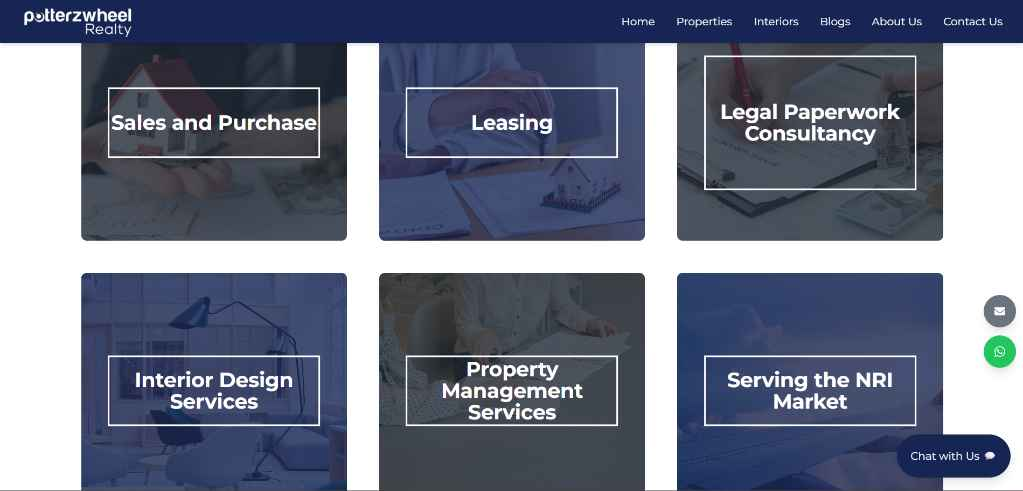 potterzwheel
Realty
Home
Properties
Interiors
Blogs
About Us
Contact Us
Sales and Purchase
Leasing
Legal Paperwork
Consultancy
Interior Design
Services
Property
Management
Services
Serving the NRI
Market
Chat with Us